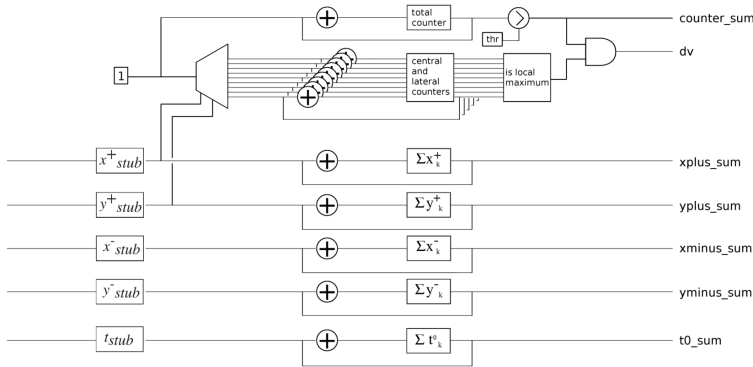 total
counter
counter_sum
thr
dv
1
central
and
lateral
counters
is local
maximum
x+stub
Σx+k
xplus_sum
y+stub
Σy+k
yplus_sum
x-stub
Σx-k
xminus_sum
y-stub
Σy-k
yminus_sum
tstub
Σ t⁰k
t0_sum